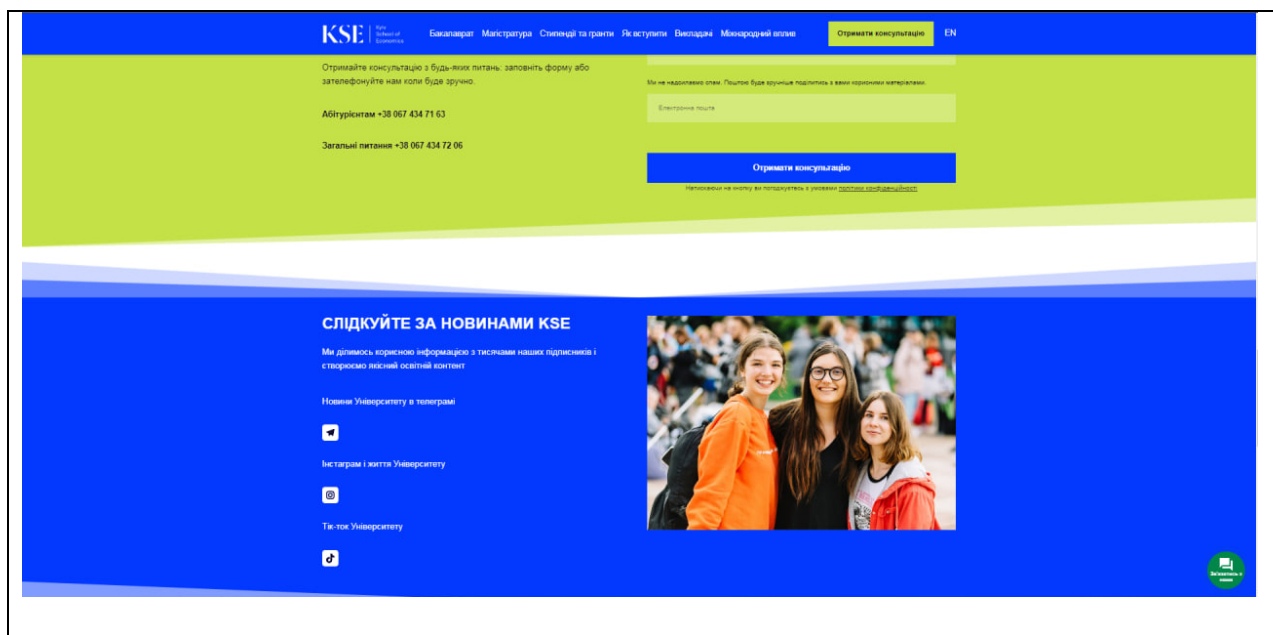 KSE
Kyiv
School of
Economics
Бакалаврат Магістратура Стипендії та гранти Як вступити Викладачі Міжнародний вплив
Отримати консультацію
EN
Отримайте консультацію з будь-яких питань: заповніть форму або
зателефонуйте нам коли буде зручно.
Абітурієнтам +38 067 434 71 63
Загальні питання +38 067 434 72 06
Ми не надсилаємо спам. Поштою буде зручніше поділитись з вами корисними матеріалами.
Електронна пошта
Отримати консультацію
Натискаючи на кнопку ви погоджуєтесь з умовами політики конфіденційності
СЛІДКУЙТЕ ЗА НОВИНАМИ KSE
Ми ділимось корисною інформацією з тисячами наших підписників і
створюємо якісний освітній контент
Новини Університету в телеграмі
Інстаграм і життя Університету
Тік-ток Університету
Зв'язатись з